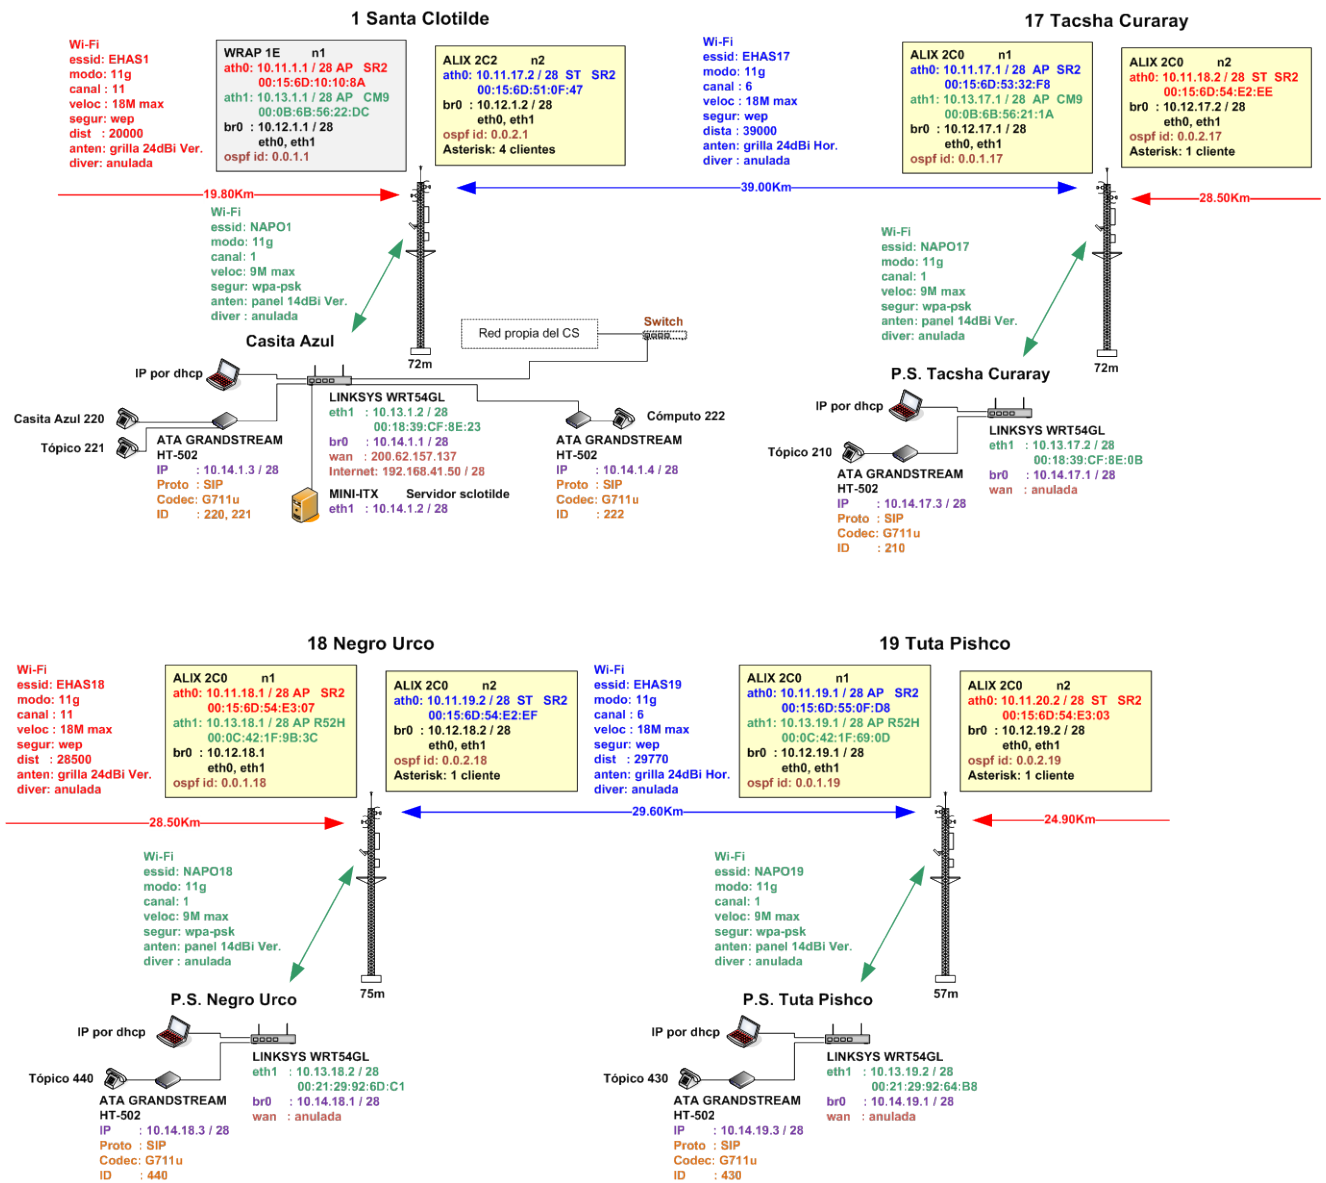 1 Santa Clotilde
Wi-Fi
essid: EHAS1
modo: 11g
canal : 11
veloc : 18M max
segur: wep
dist : 20000
anten: grilla 24dBi Ver.
diver: anulada
WRAP 1E n1
ath0: 10.11.1.1 / 28 AP SR2
00:15:6D:10:10:8A
ath1: 10.13.1.1 / 28 AP CM9
00:0B:6B:56:22:DC
br0 : 10.12.1.1 / 28
eth0, eth1
ospf id: 0.0.1.1
ALIX 2C2 n2
ath0: 10.11.17.2 / 28 ST SR2
00:15:6D:51:0F:47
br0 : 10.12.1.2 / 28
eth0, eth1
ospf id: 0.0.2.1
Asterisk: 4 clientes
19.80Km
39.00Km
Wi-Fi
essid: NAPO1
modo: 11g
canal: 1
veloc: 9M max
segur: wpa-psk
anten: panel 14dBi Ver.
diver : anulada
72m
Casita Azul
Red propia del CS
Switch
IP por dhcp
Casita Azul 220
Tópico 221
ATA GRANDSTREAM
HT-502
IP : 10.14.1.3 / 28
Proto : SIP
Codec: G711u
ID : 220, 221
LINKSYS WRT54GL
eth1 : 10.13.1.2 / 28
00:18:39:CF:8E:23
br0 : 10.14.1.1 / 28
wan : 200.62.157.137
Internet: 192.168.41.50 / 28
MINI-ITX Servidor sclotilde
eth1 : 10.14.1.2 / 28
Cómputo 222
ATA GRANDSTREAM
HT-502
IP : 10.14.1.4 / 28
Proto : SIP
Codec: G711u
ID : 222
17 Tacsha Curaray
Wi-Fi
essid: EHAS17
modo: 11g
canal : 6
veloc : 18M max
segur: wep
dista : 39000
anten: grilla 24dBi Hor.
diver : anulada
ALIX 2C0 n1
ath0: 10.11.17.1 / 28 AP SR2
00:15:6D:53:32:F8
ath1: 10.13.17.1 / 28 AP CM9
00:0B:6B:56:21:1A
br0 : 10.12.17.1 / 28
eth0, eth1
ospf id: 0.0.1.17
ALIX 2C0 n2
ath0: 10.11.18.2 / 28 ST SR2
00:15:6D:54:E2:EE
br0 : 10.12.17.2 / 28
eth0, eth1
ospf id: 0.0.2.17
Asterisk: 1 cliente
28.50Km
Wi-Fi
essid: NAPO17
modo: 11g
canal: 1
veloc: 9M max
segur: wpa-psk
anten: panel 14dBi Ver.
diver: anulada
72m
P.S. Tacsha Curaray
IP por dhcp
Tópico 210
LINKSYS WRT54GL
eth1 : 10.13.17.2 / 28
00:18:39:CF:8E:0B
br0 : 10.14.17.1 / 28
wan : anulada
ATA GRANDSTREAM
HT-502
IP : 10.14.17.3 / 28
Proto : SIP
Codec: G711u
ID : 210
18 Negro Urco
Wi-Fi
essid: EHAS18
modo: 11g
canal : 11
veloc : 18M max
segur: wep
dist : 28500
anten: grilla 24dBi Ver.
diver: anulada
ALIX 2C0 n1
ath0: 10.11.18.1 / 28 AP SR2
00:15:6D:54:E3:07
ath1: 10.13.18.1 / 28 AP R52H
00:0C:42:1F:9B:3C
br0 : 10.12.18.1
eth0, eth1
ospf id: 0.0.1.18
ALIX 2C0 n2
ath0: 10.11.19.2 / 28 ST SR2
00:15:6D:54:E2:EF
br0 : 10.12.18.2 / 28
eth0, eth1
ospf id: 0.0.2.18
Asterisk: 1 cliente
28.50Km
29.60Km
Wi-Fi
essid: NAPO18
modo: 11g
canal: 1
veloc: 9M max
segur: wpa-psk
anten: panel 14dBi Ver.
diver : anulada
75m
P.S. Negro Urco
IP por dhcp
Tópico 440
LINKSYS WRT54GL
eth1 : 10.13.18.2 / 28
00:21:29:92:6D:C1
br0 : 10.14.18.1 / 28
wan : anulada
ATA GRANDSTREAM
HT-502
IP : 10.14.18.3 / 28
Proto : SIP
Codec: G711u
ID : 440
19 Tuta Pishco
Wi-Fi
essid: EHAS19
modo: 11g
canal : 6
veloc : 18M max
segur: wep
dist : 29770
anten: grilla 24dBi Hor.
diver: anulada
ALIX 2C0 n1
ath0: 10.11.19.1 / 28 AP SR2
00:15:6D:55:0F:D8
ath1: 10.13.19.1 / 28 AP R52H
00:0C:42:1F:69:0D
br0 : 10.12.19.1 / 28
eth0, eth1
ospf id: 0.0.1.19
ALIX 2C0 n2
ath0: 10.11.20.2 / 28 ST SR2
00:15:6D:54:E3:03
br0 : 10.12.19.2 / 28
eth0, eth1
ospf id: 0.0.2.19
Asterisk: 1 cliente
24.90Km
Wi-Fi
essid: NAPO19
modo: 11g
canal: 1
veloc: 9M max
segur: wpa-psk
anten: panel 14dBi Ver.
diver : anulada
57m
P.S. Tuta Pishco
IP por dhcp
Tópico 430
LINKSYS WRT54GL
eth1 : 10.13.19.2 / 28
00:21:29:92:64:B8
br0 : 10.14.19.1 / 28
wan : anulada
ATA GRANDSTREAM
HT-502
IP : 10.14.19.3 / 28
Proto : SIP
Codec: G711u
ID : 430